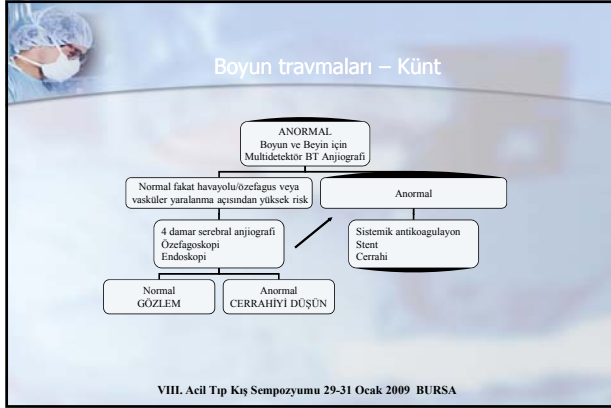 Boyun travmaları – Künt
ANORMAL
Boyun ve Beyin için
Multidetektör BT Anjiografi
Normal fakat havayolu/özefagus veya
vasküler yaralanma açısından yüksek risk
Anormal
4 damar serebral anjiografi
Özefagoskopi
Endoskopi
Sistemik antikoagulayon
Stent
Cerrahi
Normal
GÖZLEM
Anormal
CERRAHİYİ DÜŞÜN
VIII. Acil Tıp Kış Sempozyumu 29-31 Ocak 2009 BURSA